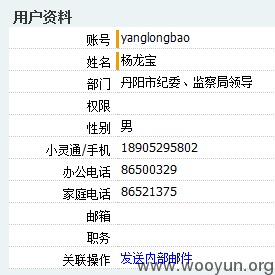 用户资料
账号 yanglongbao
姓名 杨龙宝
部门 丹阳市纪委、监察局领导
权限
性别 男
小灵通/手机 18905295802
办公电话 86500329
家庭电话 86521375
邮箱
职务
关联操作 发送内部邮件
www.wooyun.org